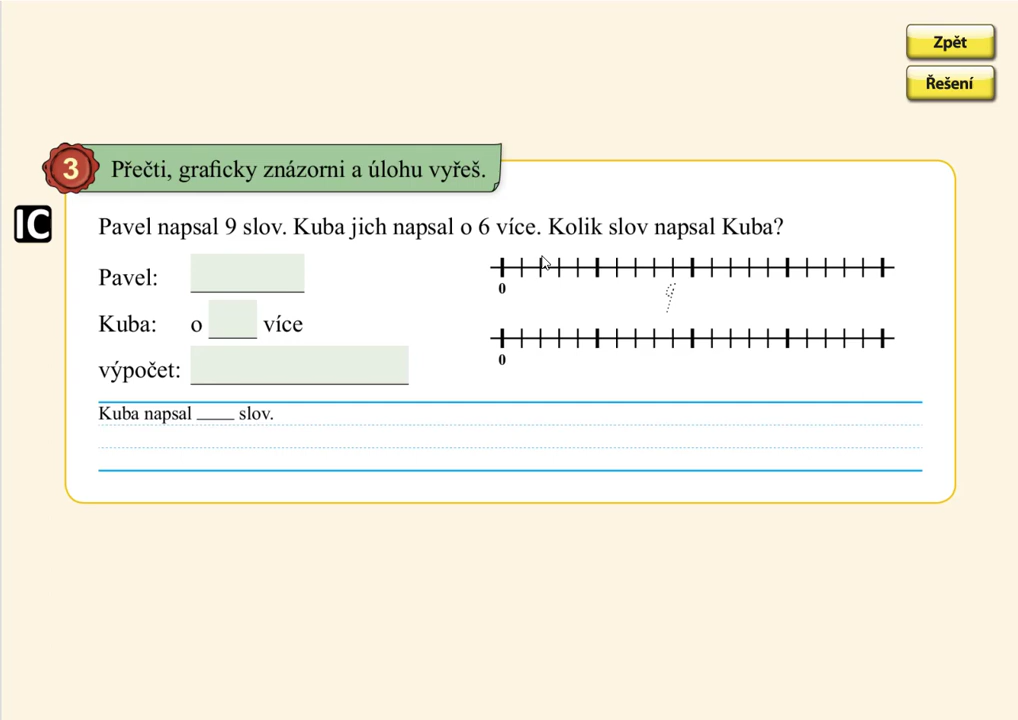 Zpět
Řešení
3 Přečti, graficky znázorni a úlohu vyřeš.
IC
Pavel napsal 9 slov. Kuba jich napsal o 6 více. Kolik slov napsal Kuba?
Pavel:
0
9
Kuba: o více
0
výpočet:
Kuba napsal ____ slov.